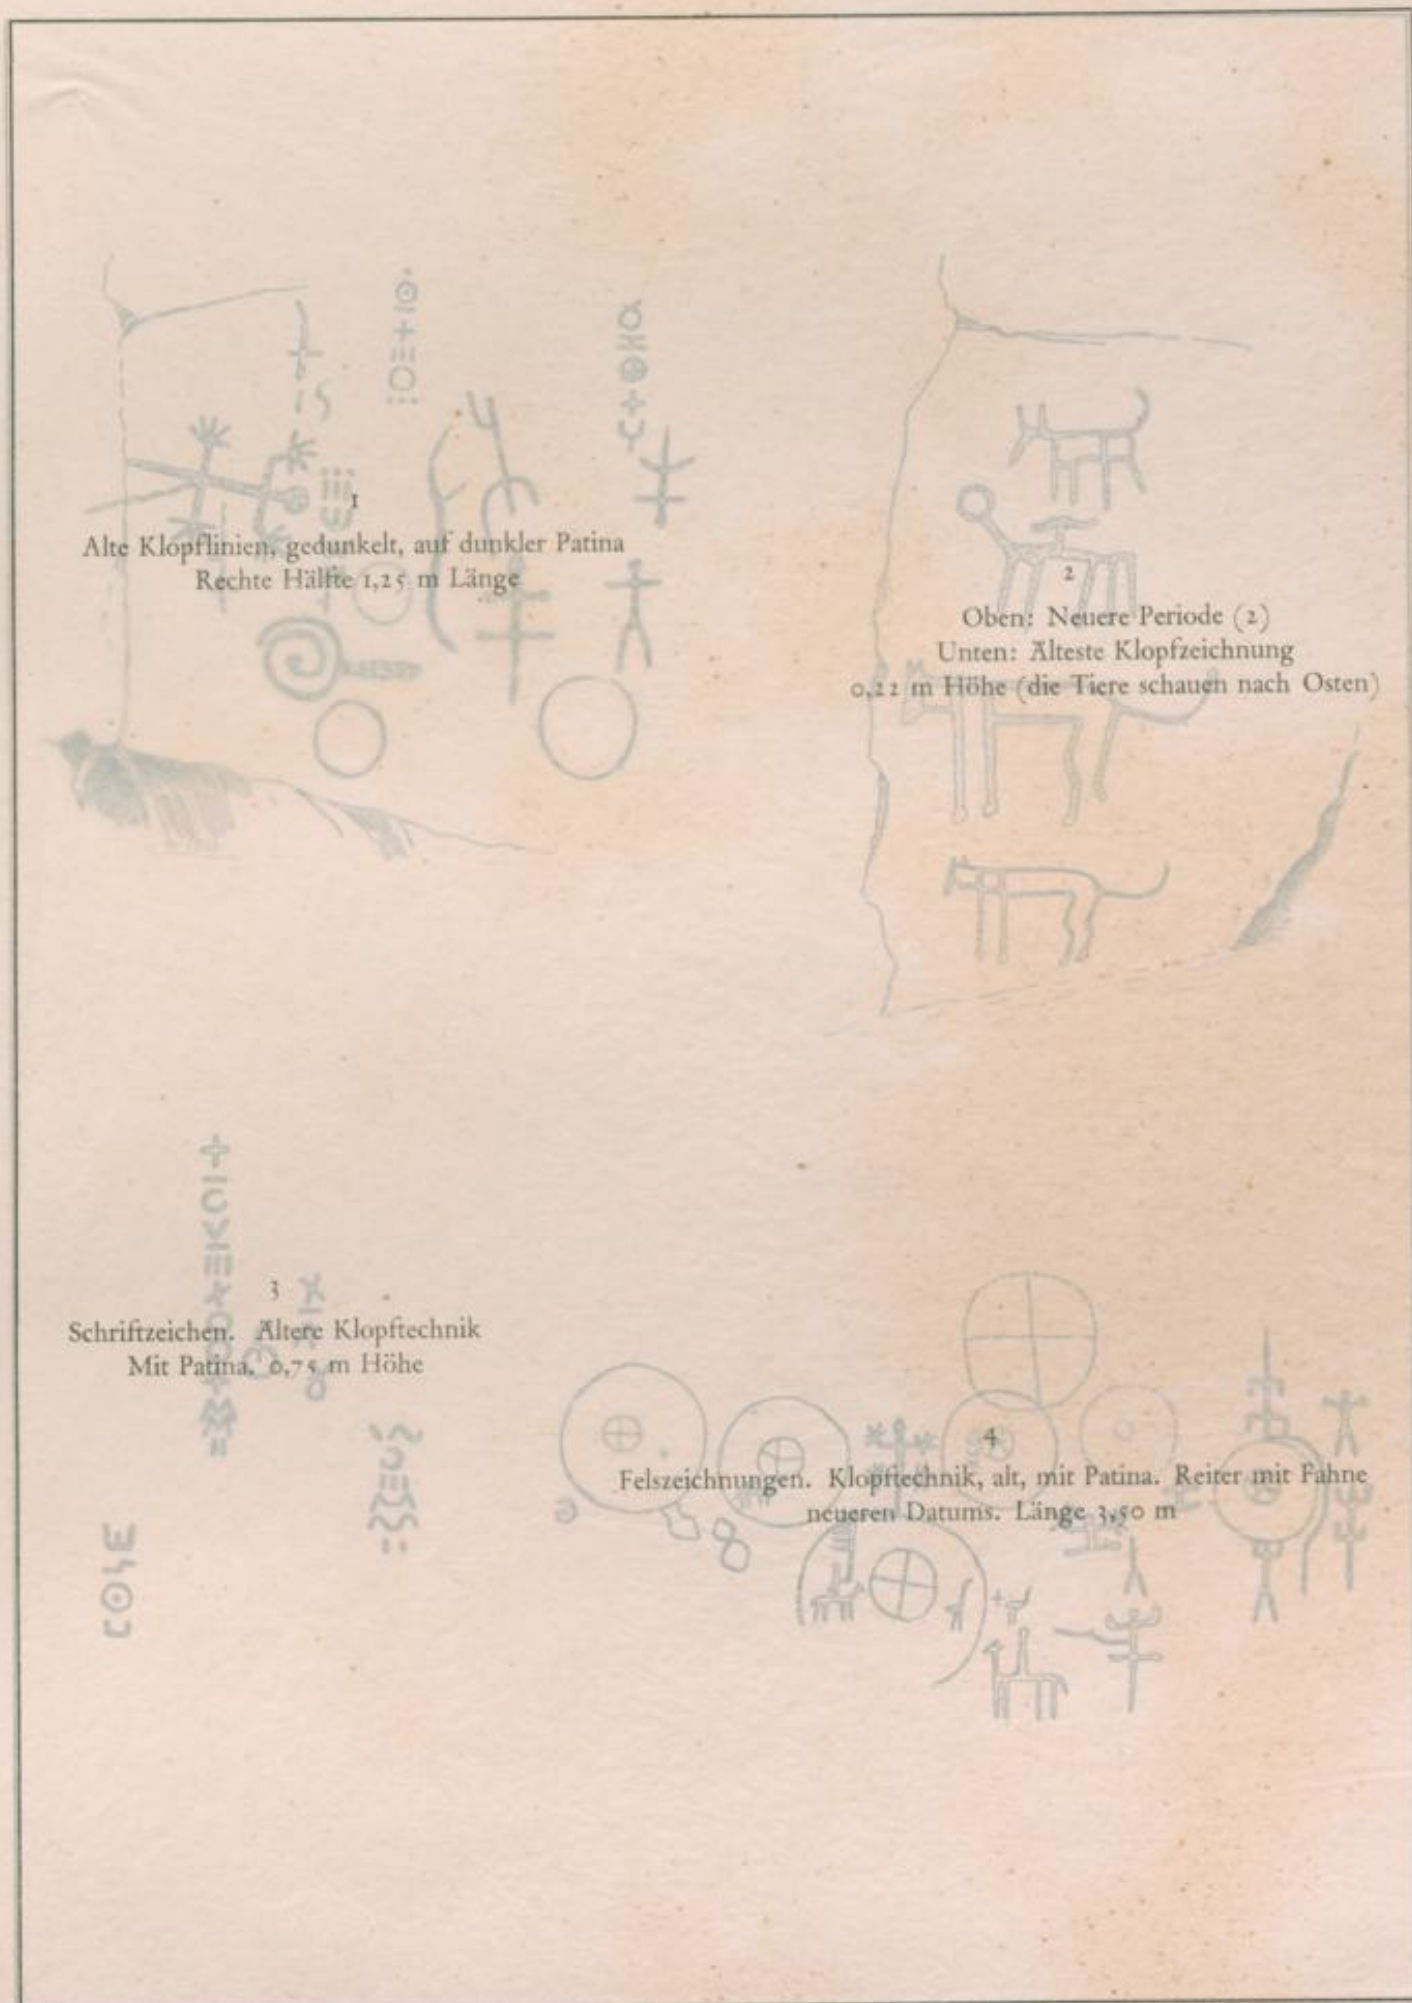 1
Alte Klopflinien, gedunkelt, auf dunkler Patina
Rechte Hälfte 1,25 m Länge
2
Oben: Neuere Periode (2)
Unten: Älteste Klopfzeichnung
0,22 m Höhe (die Tiere schauen nach Osten)
3
Schriftzeichen. Ältere Klopftechnik
Mit Patina. 0,75 m Höhe
4
Felszeichnungen. Klopftechnik, alt, mit Patina. Reiter mit Fahne
neueren Datums. Länge 3,50 m